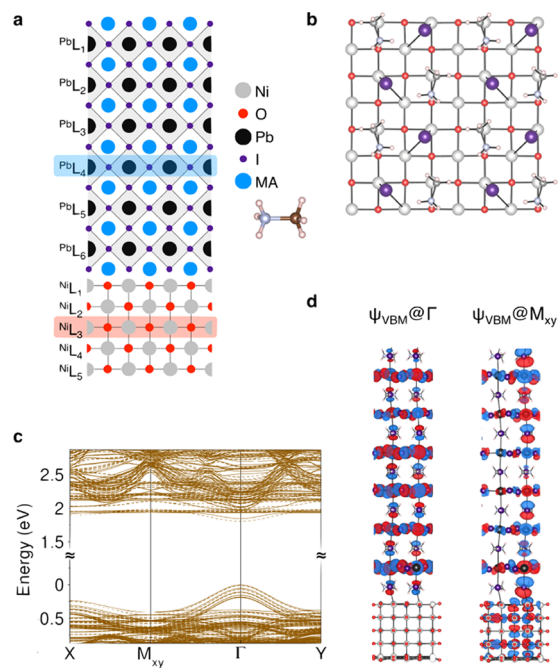 a
PbL1
PbL2
PbL3
PbL4
PbL5
PbL6
NiL1
NiL2
NiL3
NiL4
NiL5
Ni
O
Pb
I
MA
b
c
Energy (eV)
2.5
2
1.5
≈ ≈
0
0.5
X Mxy Γ Y
d
ψVBM@Γ ψVBM@Mxy